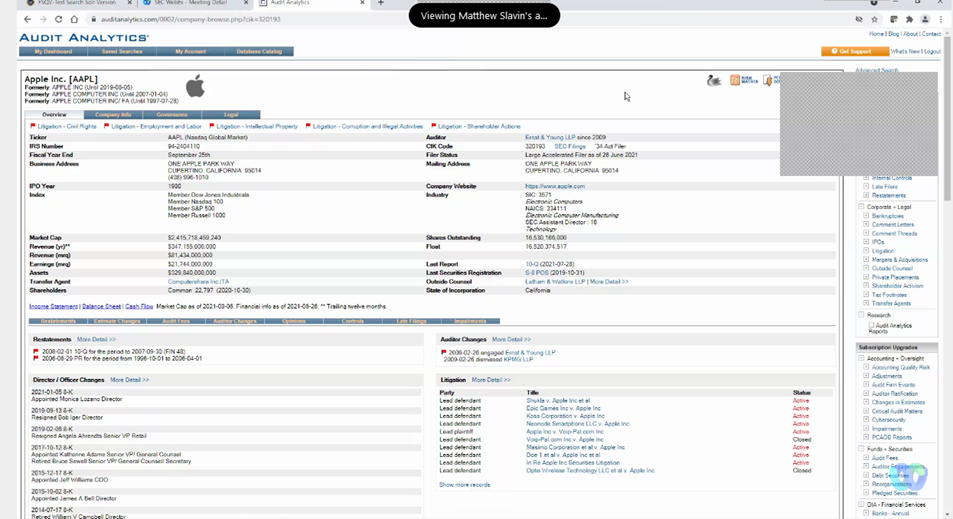 FSQV-Test Search Solr Version
SEC Webex - Meeting Detail
Audit Analytics
Viewing Matthew Slavin's a...
auditanalytics.com/0002/company-browse.php?cik=320193
AUDIT ANALYTICS
Home | Blog | About | Contact
My Dashboard Saved Searches My Account Database Catalog
Get Support What's New | Logout
Apple Inc. [AAPL]
Formerly APPLE INC (Until 2019-08-05)
Formerly APPLE COMPUTER INC (Until 2007-01-04)
Formerly APPLE COMPUTER INC/ FA (Until 1997-07-28)
Advanced Search
Overview Company Info Governance Legal
Litigation - Civil Rights Litigation - Employment and Labor Litigation - Intellectual Property Litigation - Corruption and Illegal Activities Litigation - Shareholder Actions
Ticker AAPL (Nasdaq Global Market)
IRS Number 94-2404110
Fiscal Year End September 25th
Business Address ONE APPLE PARK WAY
CUPERTINO, CALIFORNIA 95014
(408) 996-1010
IPO Year 1980
Index Member Dow Jones Industrials
Member Nasdaq 100
Member S&P 500
Member Russell 1000
Market Cap $2,415,718,459,240
Revenue (yr)** $347,155,000,000
Revenue (mrq) $81,434,000,000
Earnings (mrq) $21,744,000,000
Assets $329,840,000,000
Transfer Agent Computershare Inc./TA
Shareholders Common 22,797 (2020-10-30)
Auditor Ernst & Young LLP since 2009
CIK Code 320193 SEC Filings '34 Act Filer
Filer Status Large Accelerated Filer as of 26 June 2021
Mailing Address ONE APPLE PARK WAY
CUPERTINO, CALIFORNIA 95014
Company Website https://www.apple.com
Industry SIC: 3571
Electronic Computers
NAICS: 334111
Electronic Computer Manufacturing
SEC Assistant Director : 16
Technology
Shares Outstanding 16,530,166,000
Float 16,520,374,517
Last Report 10-Q (2021-07-28)
Last Securities Registration S-8 POS (2019-10-31)
Outside Counsel Latham & Watkins LLP | More Detail >>
State of Incorporation California
Income Statement | Balance Sheet | Cash Flow Market Cap as of 2021-08-06. Financial info as of 2021-06-26. ** Trailing twelve months.
Restatements Estimate Changes Audit Fees Auditor Changes Opinions Controls Late Filings Impairments
Restatements More Detail >>
2008-02-01 10-Q for the period to 2007-09-30 (FIN 48)
2006-06-29 PR for the period from 1996-10-01 to 2006-04-01
Auditor Changes More Detail >>
2009-02-26 engaged Ernst & Young LLP
2009-02-26 dismissed KPMG LLP
Director / Officer Changes More Detail >>
2021-01-05 8-K
Appointed Monica Lozano Director
2019-09-13 8-K
Resigned Bob Iger Director
2019-02-06 8-K
Resigned Angela Ahrendts Senior VP Retail
2017-10-12 8-K
Appointed Katherine Adams Senior VP/ General Counsel
Retired Bruce Sewell Senior VP/ General Counsel/ Secretary
2015-12-17 8-K
Appointed Jeff Williams COO
2015-10-02 8-K
Appointed James A Bell Director
2014-07-17 8-K
Retired William V Campbell Director
Litigation More Detail >>
Party Title Status
Lead defendant Shukla v. Apple Inc et al Active
Lead defendant Epic Games Inc v. Apple Inc Active
Lead defendant Koss Corporation v. Apple Inc Active
Lead defendant Neonode Smartphone LLC v. Apple Inc Active
Lead plaintiff Apple Inc v. Voip-Pal.com Inc Active
Lead defendant Voip-Pal.com Inc v. Apple Inc Closed
Lead defendant Masimo Corporation et al v. Apple Inc Active
Lead defendant Doe 1 et al v. Apple Inc et al Active
Lead defendant In Re Apple Inc Securities Litigation Active
Lead defendant Optis Wireless Technology LLC et al v. Apple Inc Closed
Show more records
Internal Controls
Late Filers
Restatements
Corporate + Legal
Bankruptcies
Comment Letters
Comment Threads
IPOs
Litigation
Mergers & Acquisitions
Outside Counsel
Private Placements
Shareholder Activism
Tax Footnotes
Transfer Agents
Research
Audit Analytics
Reports
Subscription Upgrades
Accounting + Oversight
Accounting Quality Risk
Adjustments
Audit Firm Events
Auditor Ratification
Changes in Estimates
Critical Audit Matters
Cybersecurity
Impairments
PCAOB Reports
Funds + Securities
Audit Fees
Audit Engagements
Debt Securities
Reorganizations
Pledged Securities
OIA - Financial Services
Banks - Annual